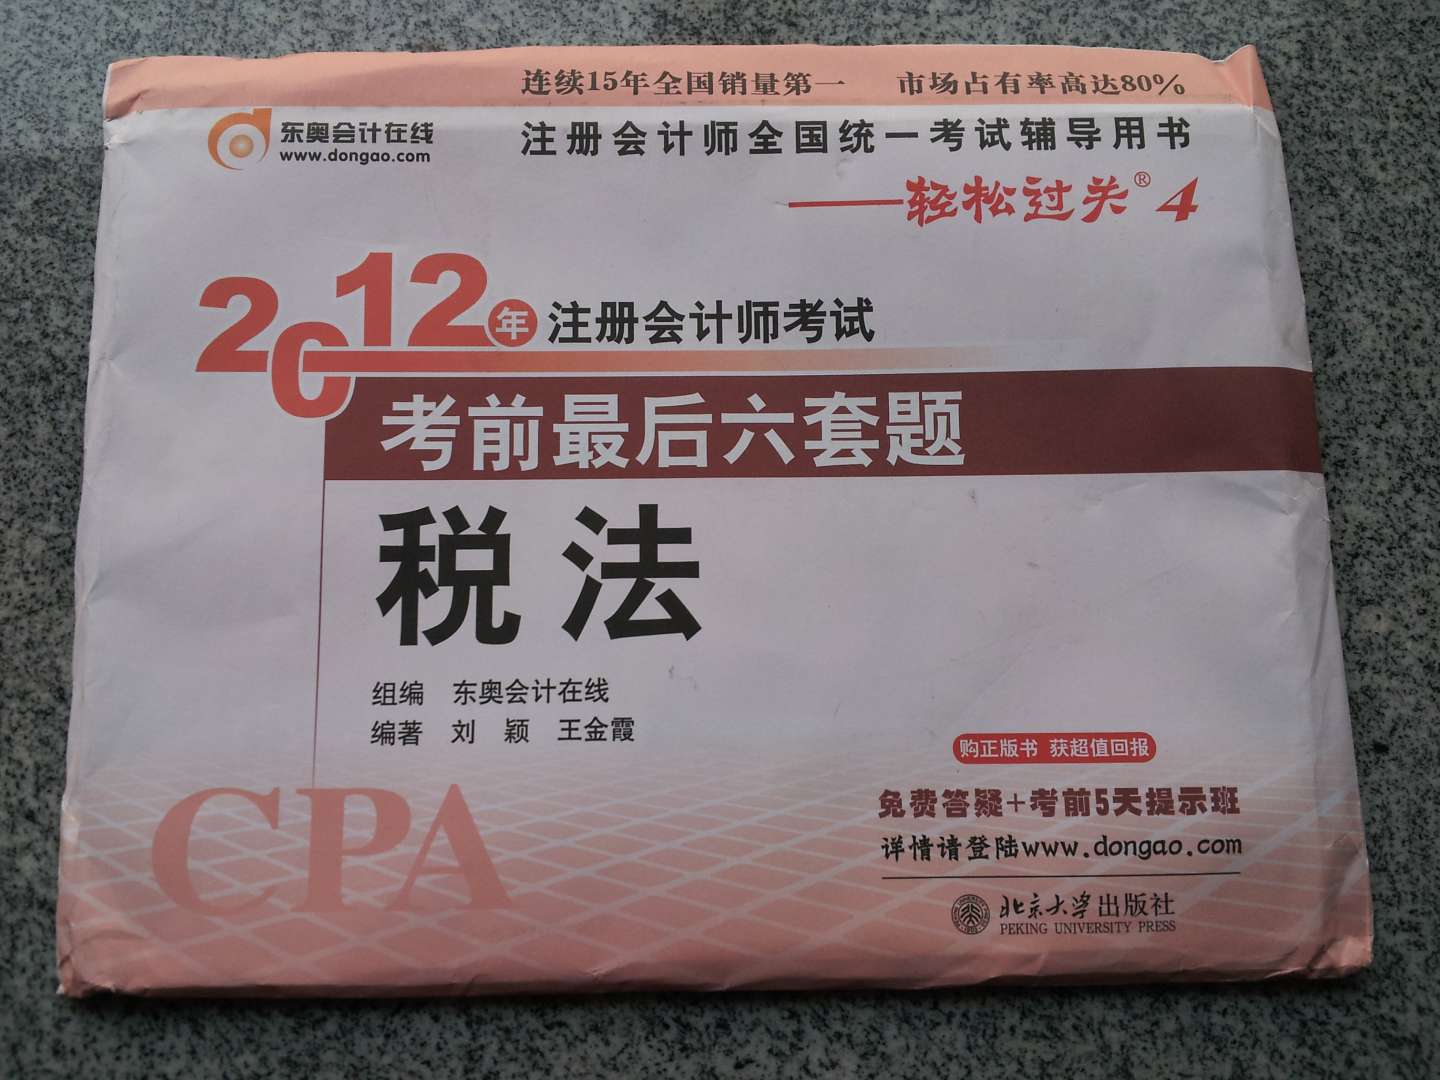 连续15年全国销量第一 市场占有率高达80%
东奥会计在线
www.dongao.com
注册会计师全国统一考试辅导用书
——轻松过关® 4
2012年注册会计师考试
考前最后六套题
税法
组编 东奥会计在线
编著 刘 颖 王金霞
CPA
购正版书 获超值回报
免费答疑+考前5天提示班
详情请登陆www.dongao.com
北京大学出版社
PEKING UNIVERSITY PRESS